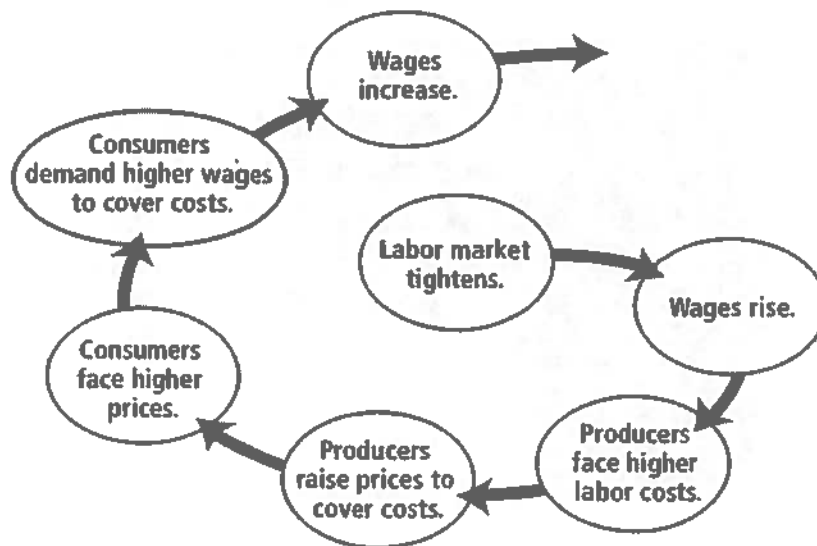 Labor market
tightens.
Wages rise.
Producers
face higher
labor costs.
Producers
raise prices to
cover costs.
Consumers
face higher
prices.
Consumers
demand higher wages
to cover costs.
Wages
increase.